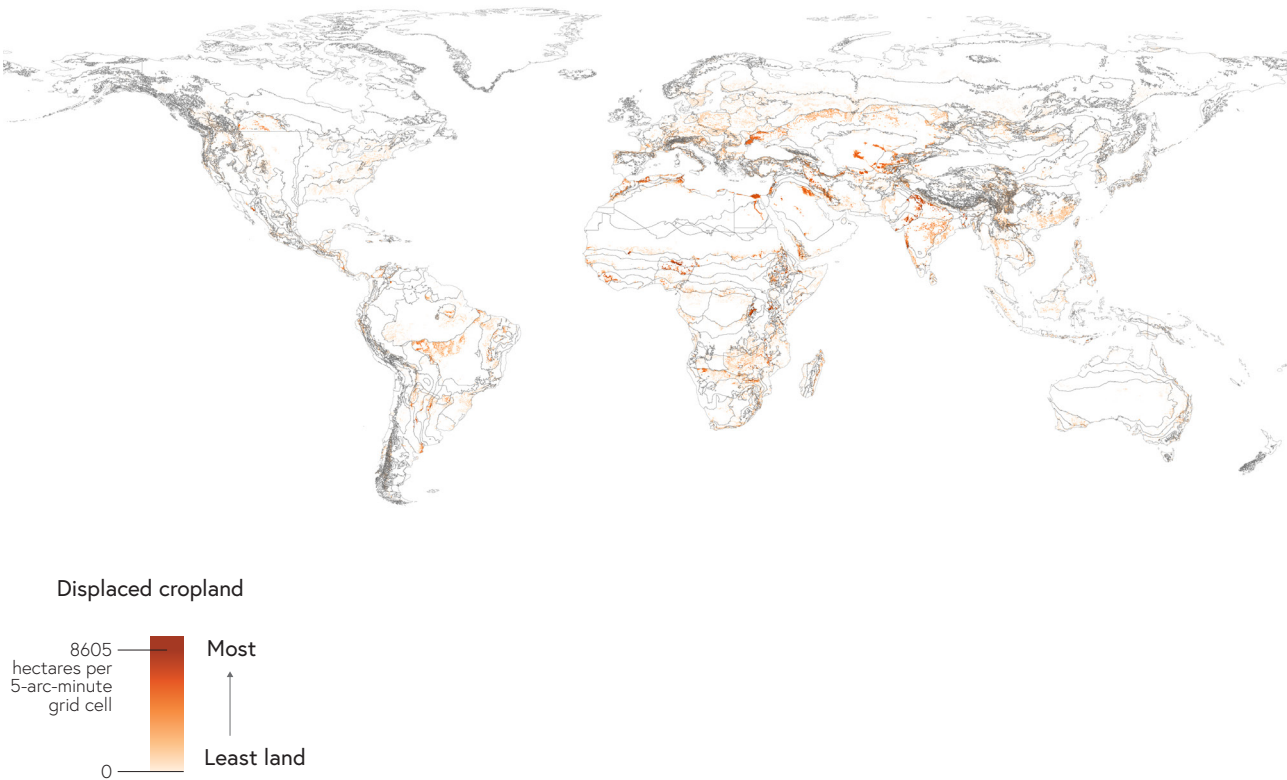 Displaced cropland
8605
hectares per
5-arc-minute
grid cell
0
Most
Least land